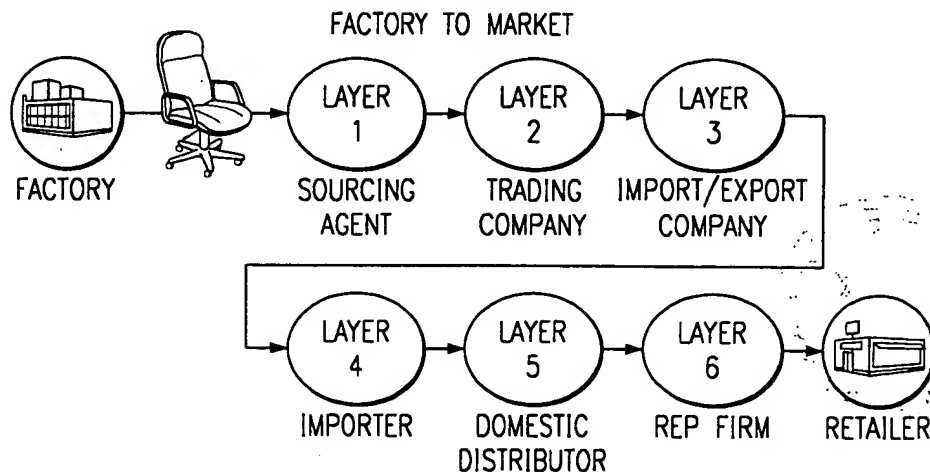 FACTORY TO MARKET
LAYER
1
LAYER
2
LAYER
3
FACTORY
SOURCING
AGENT
TRADING
COMPANY
IMPORT/EXPORT
COMPANY
LAYER
4
LAYER
5
LAYER
6
IMPORTER
DOMESTIC
DISTRIBUTOR
REP FIRM
RETAILER